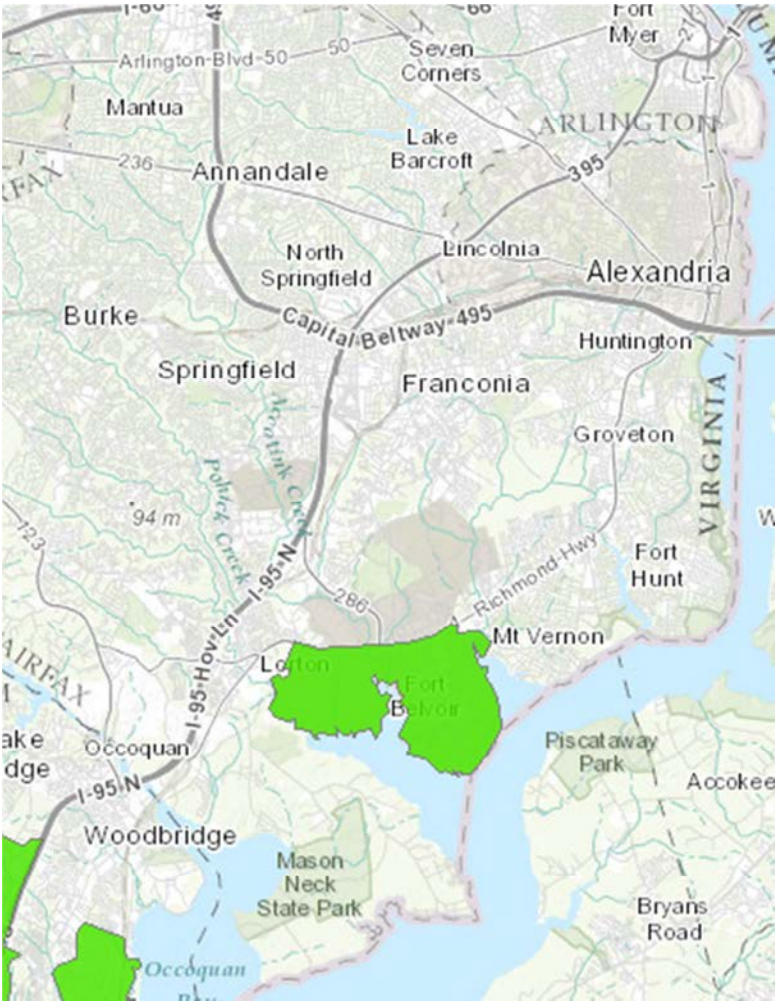 66
Fort
Myer
1
Arlington-Blvd-50
50
Seven
Corners
Mantua
Lake
Barcroft
ARLINGTON
236
Annandale
395
1
1
North
Springfield
Lincolnia
Alexandria
Burke
Capital Beltway-495
Huntington
Springfield
Franconia
VIRGINIA
Accotink Creek
Groveton
Pohick Creek
94 m
123
Richmond-Hwy
Fort
Hunt
I-95-N
286
I-95-Hov-Ln
Mt Vernon
Lorton
Fort
Belvoir
Occoquan
Piscataway
Park
Accokee
I-95-N
Woodbridge
Mason
Neck
State Park
Bryans
Road
Occoquan